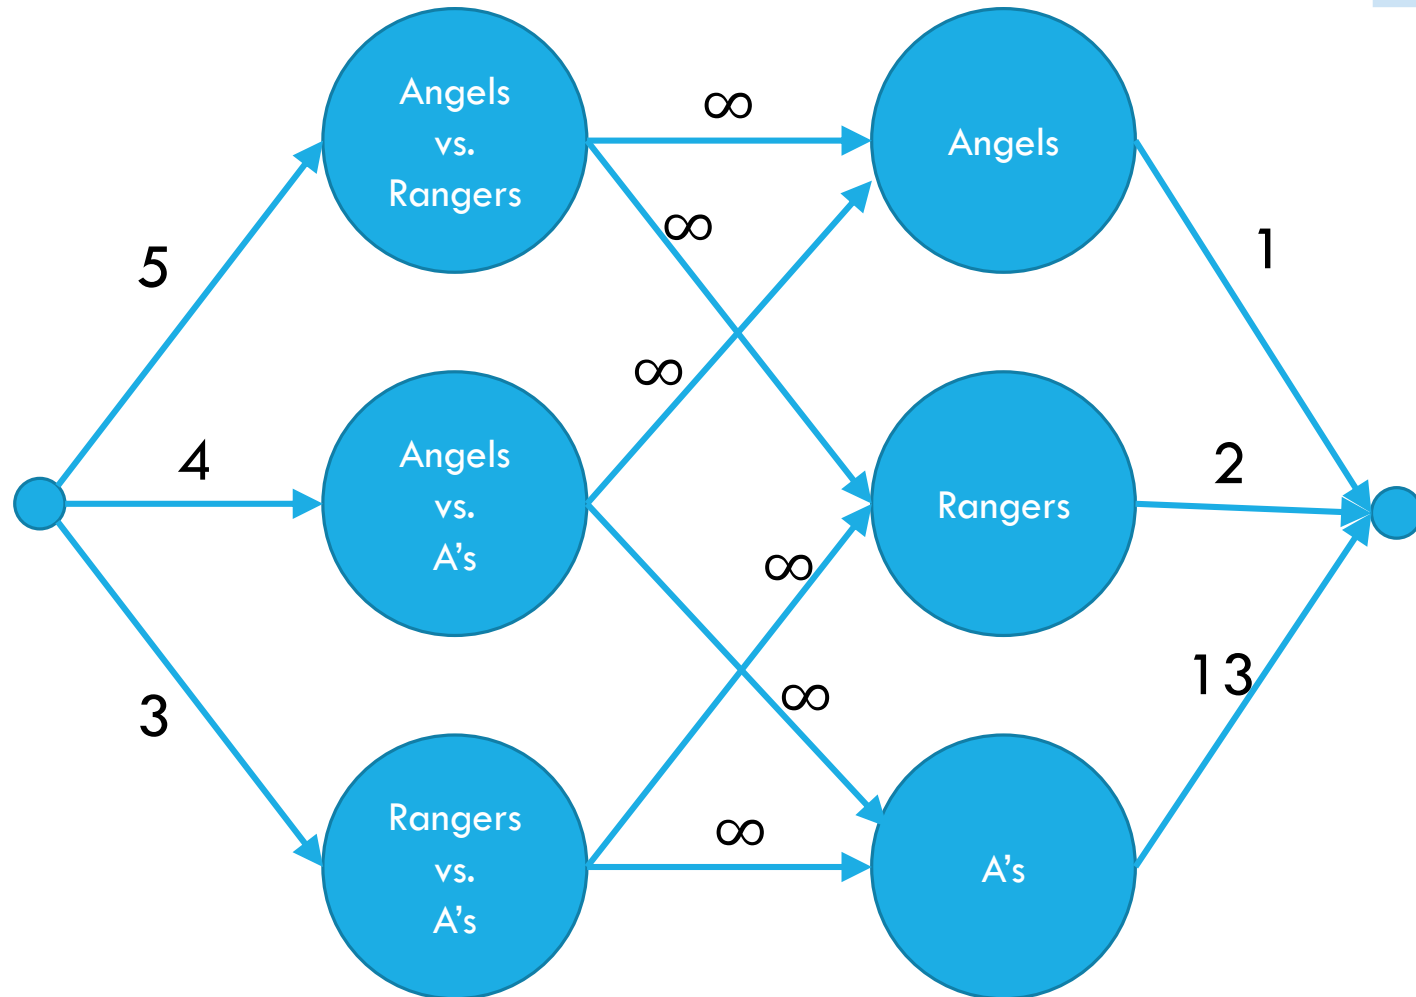 Angels
vs.
Rangers
∞
Angels
∞
1
5
∞
4
Angels
vs.
A’s
Rangers
2
∞
∞
13
3
Rangers
vs.
A’s
∞
A’s